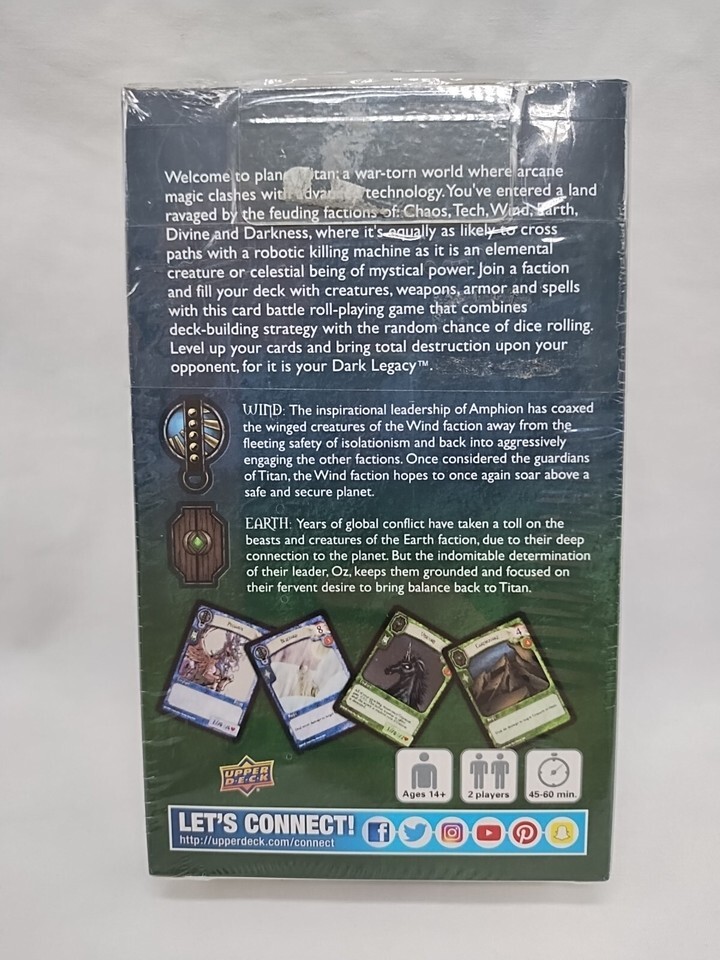 Welcome to planet Titan: a war-torn world where arcane
magic clashes with advanced technology. You've entered a land
ravaged by the feuding factions of: Chaos, Tech, Wind, Earth,
Divine and Darkness, where it's equally as likely to cross
paths with a robotic killing machine as it is an elemental
creature or celestial being of mystical power. Join a faction
and fill your deck with creatures, weapons, armor and spells
with this card battle roll-playing game that combines
deck-building strategy with the random chance of dice rolling.
Level up your cards and bring total destruction upon your
opponent, for it is your Dark Legacy™.
WIND: The inspirational leadership of Amphion has coaxed
the winged creatures of the Wind faction away from the
fleeting safety of isolationism and back into aggressively
engaging the other factions. Once considered the guardians
of Titan, the Wind faction hopes to once again soar above a
safe and secure planet.
EARTH: Years of global conflict have taken a toll on the
beasts and creatures of the Earth faction, due to their deep
connection to the planet. But the indomitable determination
of their leader, Oz, keeps them grounded and focused on
their fervent desire to bring balance back to Titan.
8
4
UPPER
D·E·C·K
Ages 14+
2 players
45-60 min.
LET'S CONNECT!
http://upperdeck.com/connect